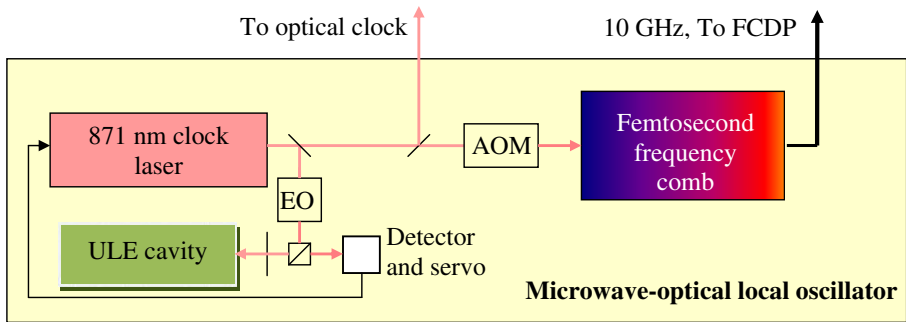 To optical clock
10 GHz, To FCDP
871 nm clock
laser
AOM
Femtosecond
frequency
comb
EO
ULE cavity
Detector
and servo
Microwave-optical local oscillator